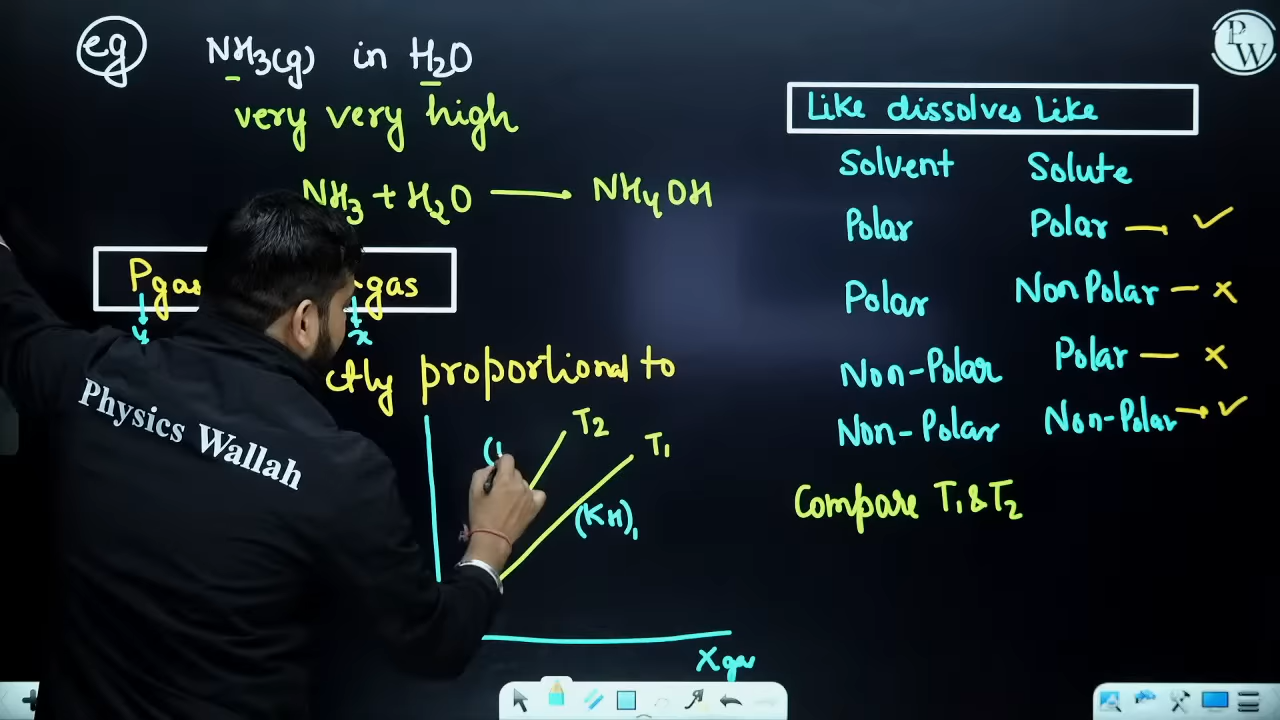 eg NH3(g) in H2O
very very high
NH3 + H2O → NH4OH
Pgas gas
y x
ctly proportional to
T2
T1
(KH)1
(
Xgas
PW
Like dissolves Like
Solvent Solute
Polar Polar → ✓
Polar Non Polar — ×
Non-Polar Polar — ×
Non-Polar Non-Polar → ✓
Compare T1 & T2
Physics Wallah